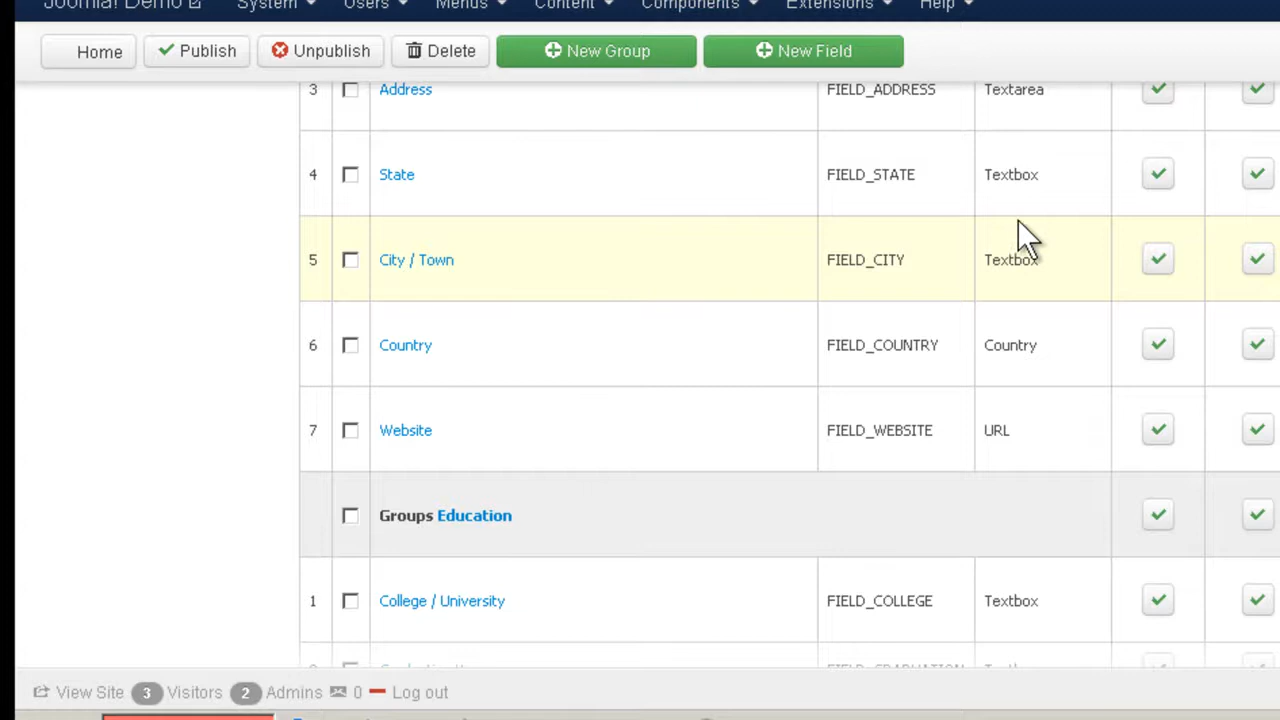 Joomla! Demo System Users Menus Content Components Extensions Help
Home Publish Unpublish Delete New Group New Field
3 Address FIELD_ADDRESS Textarea
4 State FIELD_STATE Textbox
5 City / Town FIELD_CITY Textbox
6 Country FIELD_COUNTRY Country
7 Website FIELD_WEBSITE URL
Groups Education
1 College / University FIELD_COLLEGE Textbox
View Site 3 Visitors 2 Admins 0 Log out